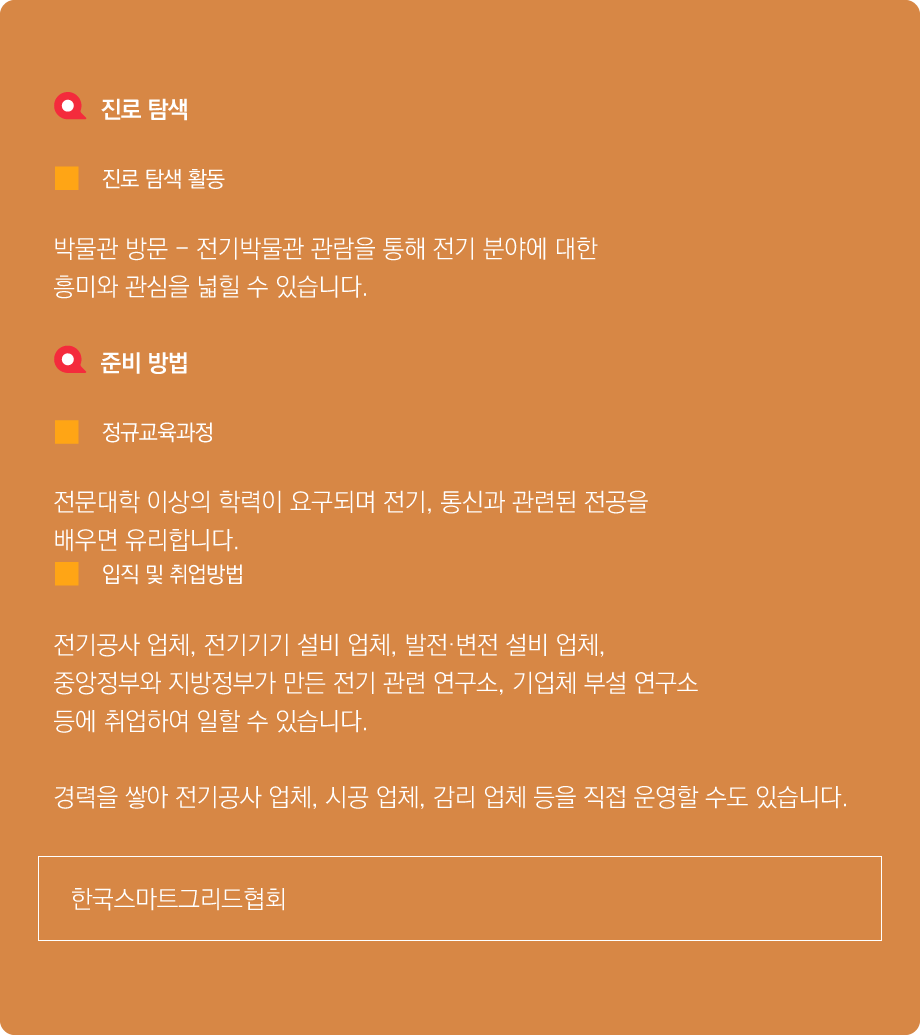 진로 탐색
진로 탐색 활동
박물관 방문 – 전기박물관 관람을 통해 전기 분야에 대한
흥미와 관심을 넓힐 수 있습니다.
준비 방법
정규교육과정
전문대학 이상의 학력이 요구되며 전기, 통신과 관련된 전공을
배우면 유리합니다.
입직 및 취업방법
전기공사 업체, 전기기기 설비 업체, 발전·변전 설비 업체,
중앙정부와 지방정부가 만든 전기 관련 연구소, 기업체 부설 연구소
등에 취업하여 일할 수 있습니다.
경력을 쌓아 전기공사 업체, 시공 업체, 감리 업체 등을 직접 운영할 수도 있습니다.
한국스마트그리드협회